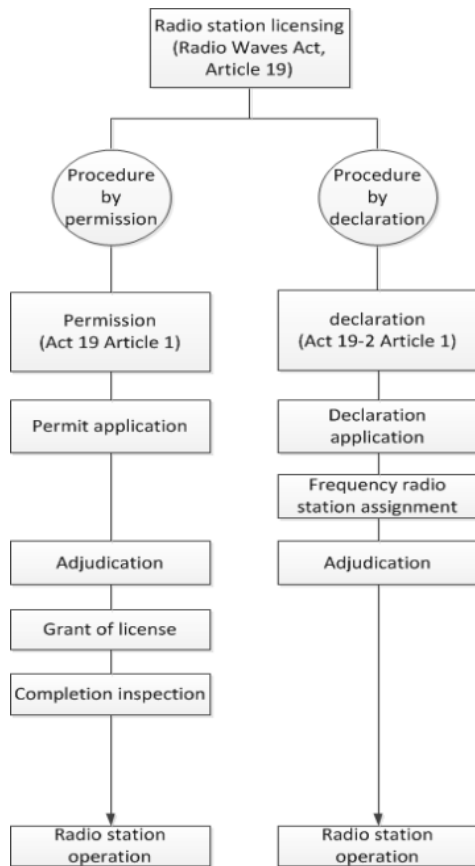 Radio station licensing
(Radio Waves Act,
Article 19)
Procedure
by
permission
Procedure
by
declaration
Permission
(Act 19 Article 1)
declaration
(Act 19-2 Article 1)
Permit application
Declaration
application
Frequency radio
station assignment
Adjudication
Adjudication
Grant of license
Completion inspection
Radio station
operation
Radio station
operation